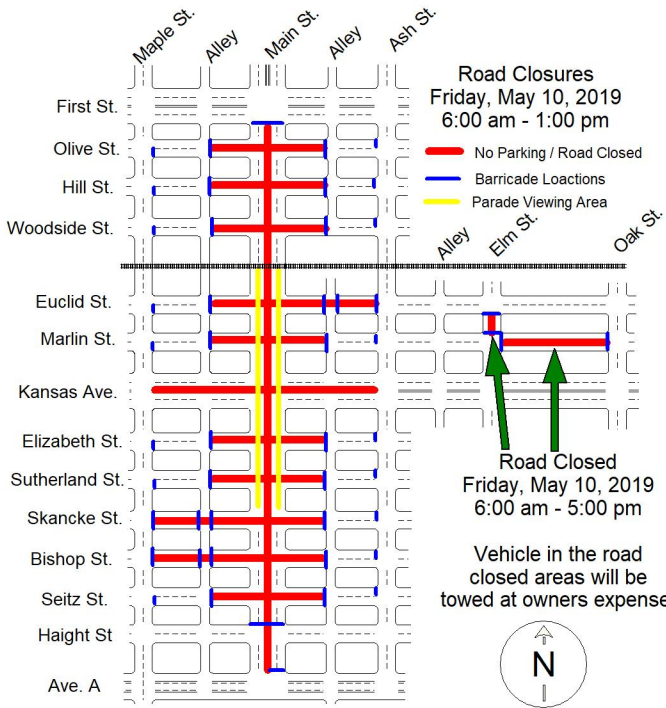 Maple St.
Alley
Main St.
Alley
Ash St.
Road Closures
Friday, May 10, 2019
6:00 am - 1:00 pm
No Parking / Road Closed
Barricade Loactions
Parade Viewing Area
First St.
Olive St.
Hill St.
Woodside St.
Alley
Elm St.
Oak St.
Euclid St.
Marlin St.
Kansas Ave.
Elizabeth St.
Sutherland St.
Skancke St.
Bishop St.
Seitz St.
Haight St
Ave. A
Road Closed
Friday, May 10, 2019
6:00 am - 5:00 pm
Vehicle in the road
closed areas will be
towed at owners expense
N